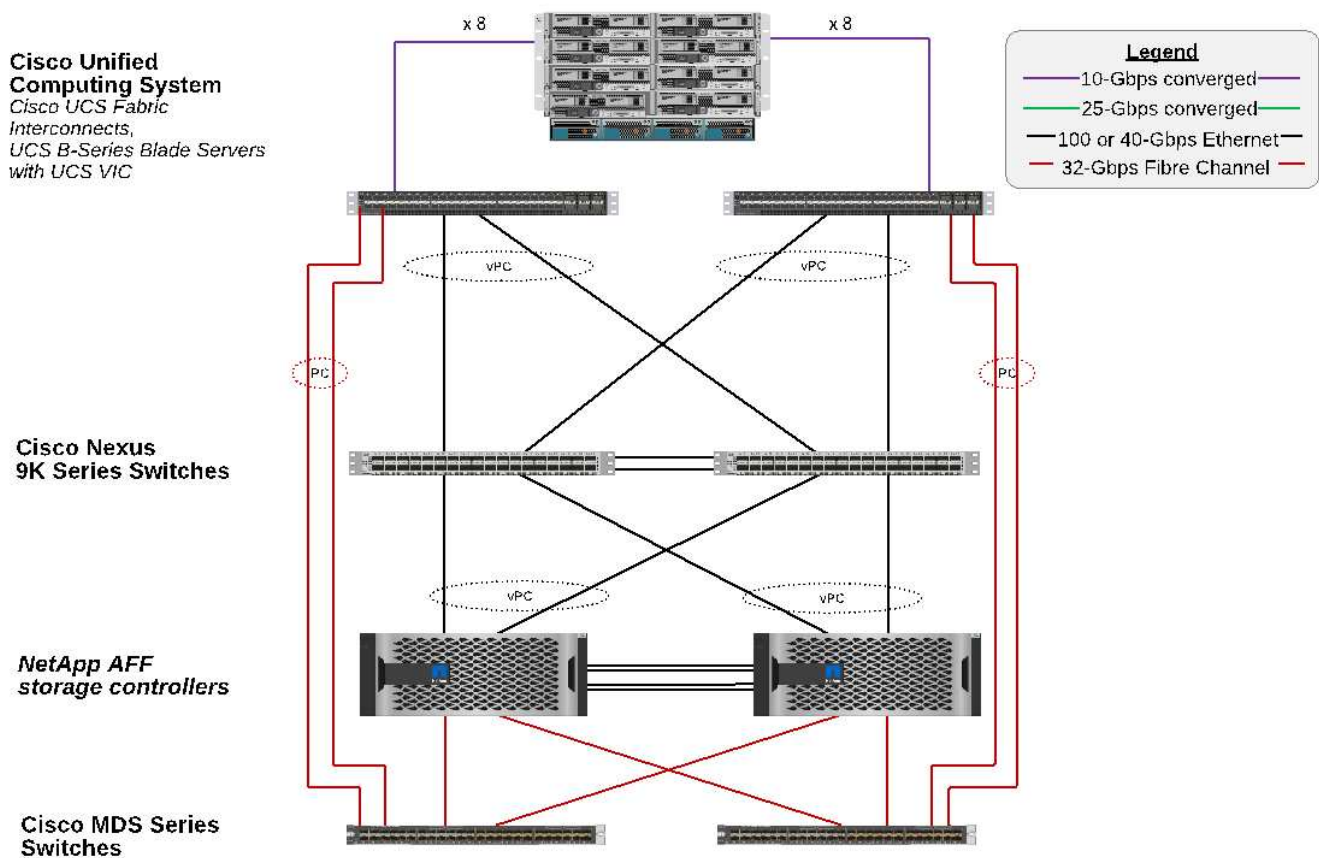 x 8
x 8
Cisco Unified
Computing System
Cisco UCS Fabric
Interconnects,
UCS B-Series Blade Servers
with UCS VIC
Legend
10-Gbps converged
25-Gbps converged
100 or 40-Gbps Ethernet
32-Gbps Fibre Channel
vPC
vPC
PC
PC
Cisco Nexus
9K Series Switches
vPC
vPC
NetApp AFF
storage controllers
Cisco MDS Series
Switches